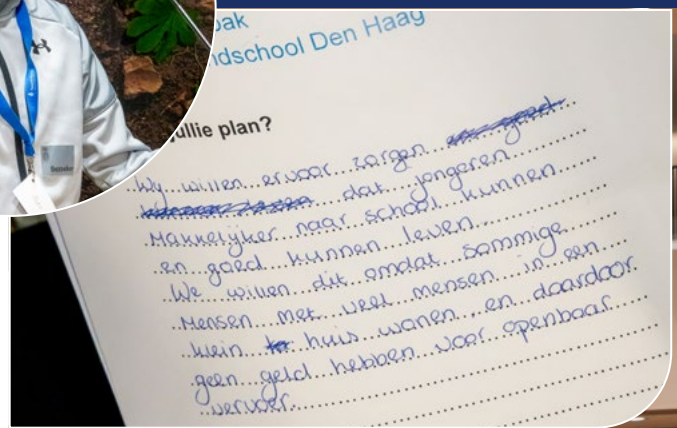 bak
ndschool Den Haag
ullie plan?
Wij willen ervoor zorgen
dat jongeren
Makkelijker naar school kunnen
en goed kunnen leven.
We willen dit omdat sommige
Mensen met veel mensen in een
klein huis wonen en daardoor
geen geld hebben voor openbaar
vervoer.